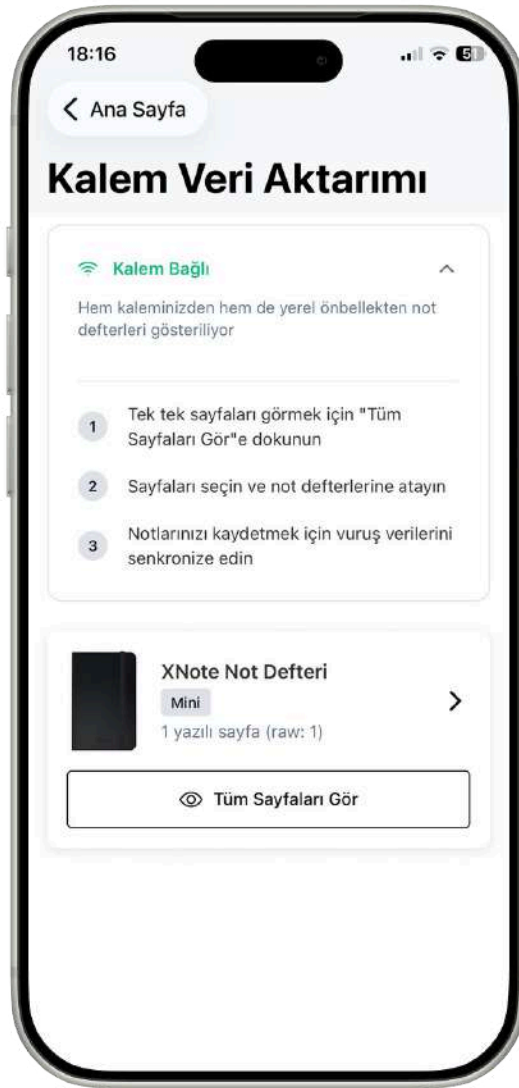 18:16
Ana Sayfa
Kalem Veri Aktarımı
Kalem Bağlı
Hem kaleminizden hem de yerel önbellekten not
defterleri gösteriliyor
1 Tek tek sayfaları görmek için "Tüm
Sayfaları Gör"e dokunun
2 Sayfaları seçin ve not defterlerine atayın
3 Notlarınızı kaydetmek için vuruş verilerini
senkronize edin
XNote Not Defteri
Mini
1 yazılı sayfa (raw: 1)
Tüm Sayfaları Gör